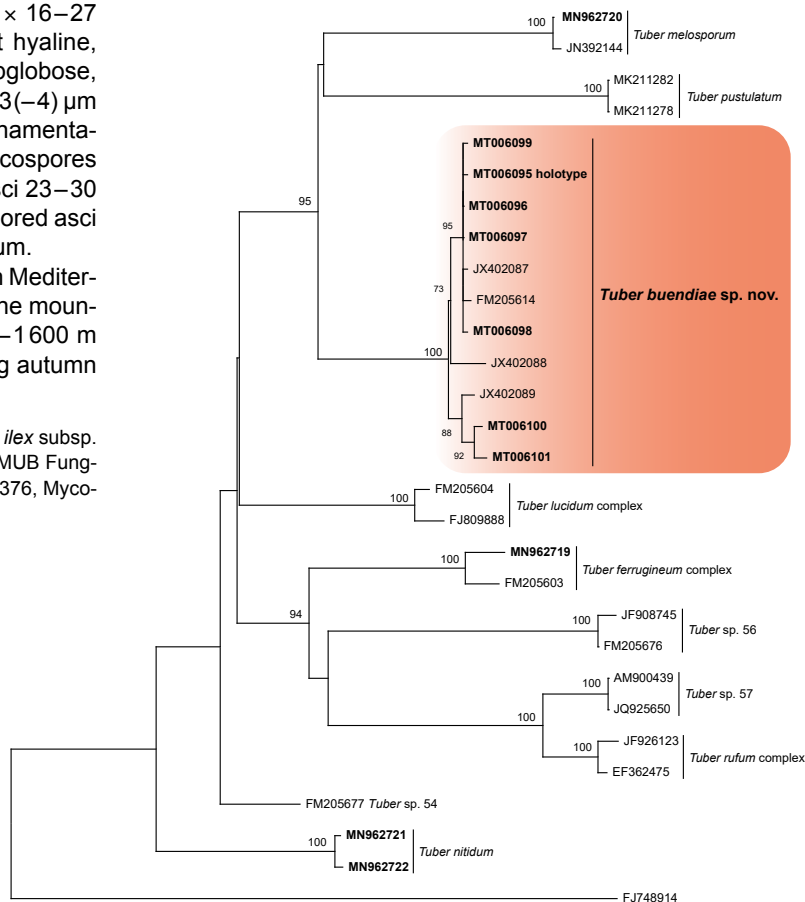 × 16–27
t hyaline,
oglobose,
3(–4) µm
namenta-
cospores
sci 23–30
ored asci
um.
n Mediter-
ne moun-
–1600 m
g autumn
ilex subsp.
MUB Fung-
376, Myco-
100
MN962720
JN392144
Tuber melosporum
100
MK211282
MK211278
Tuber pustulatum
95
MT006099
MT006095 holotype
MT006096
95
MT006097
JX402087
73
FM205614
MT006098
100
JX402088
JX402089
88
MT006100
92
MT006101
Tuber buendiae sp. nov.
100
FM205604
FJ809888
Tuber lucidum complex
100
MN962719
FM205603
Tuber ferrugineum complex
94
100
JF908745
FM205676
Tuber sp. 56
100
AM900439
JQ925650
Tuber sp. 57
100
100
JF926123
EF362475
Tuber rufum complex
FM205677 Tuber sp. 54
100
MN962721
MN962722
Tuber nitidum
FJ748914